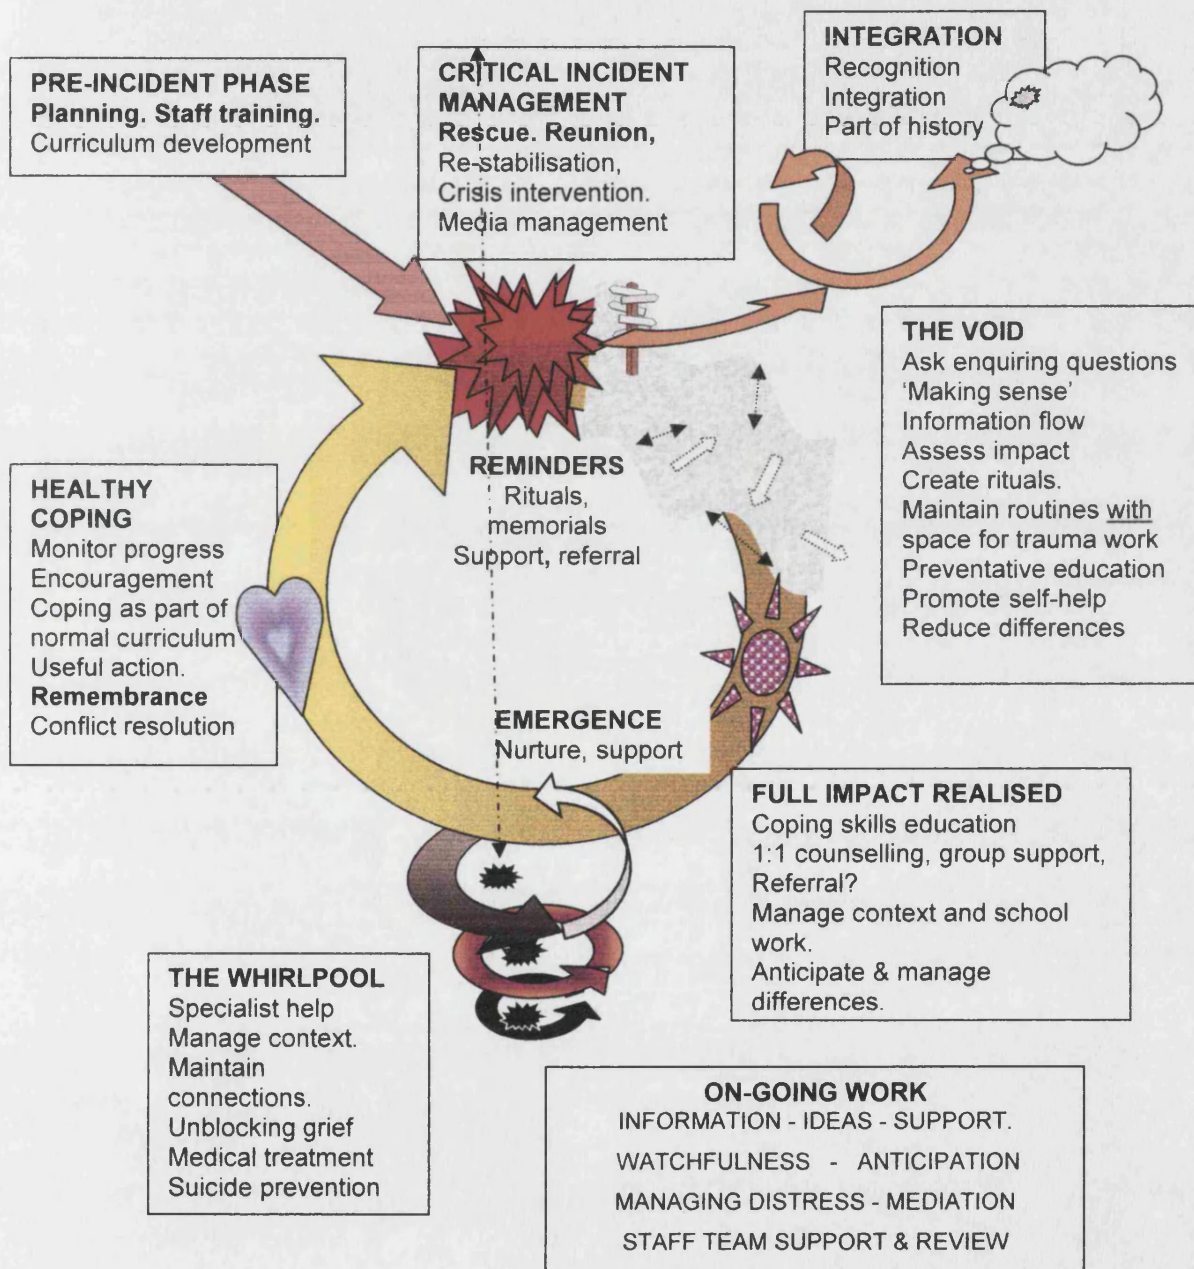 PRE-INCIDENT PHASE
Planning. Staff training.
Curriculum development
CRITICAL INCIDENT
MANAGEMENT
Rescue. Reunion,
Re-stabilisation,
Crisis intervention.
Media management
INTEGRATION
Recognition
Integration
Part of history
THE VOID
Ask enquiring questions
‘Making sense’
Information flow
Assess impact
Create rituals.
Maintain routines with
space for trauma work
Preventative education
Promote self-help
Reduce differences
REMINDERS
Rituals,
memorials
Support, referral
HEALTHY
COPING
Monitor progress
Encouragement
Coping as part of
normal curriculum
Useful action.
Remembrance
Conflict resolution
EMERGENCE
Nurture, support
FULL IMPACT REALISED
Coping skills education
1:1 counselling, group support,
Referral?
Manage context and school
work.
Anticipate & manage
differences.
THE WHIRLPOOL
Specialist help
Manage context.
Maintain
connections.
Unblocking grief
Medical treatment
Suicide prevention
ON-GOING WORK
INFORMATION - IDEAS - SUPPORT.
WATCHFULNESS - ANTICIPATION
MANAGING DISTRESS - MEDIATION
STAFF TEAM SUPPORT & REVIEW